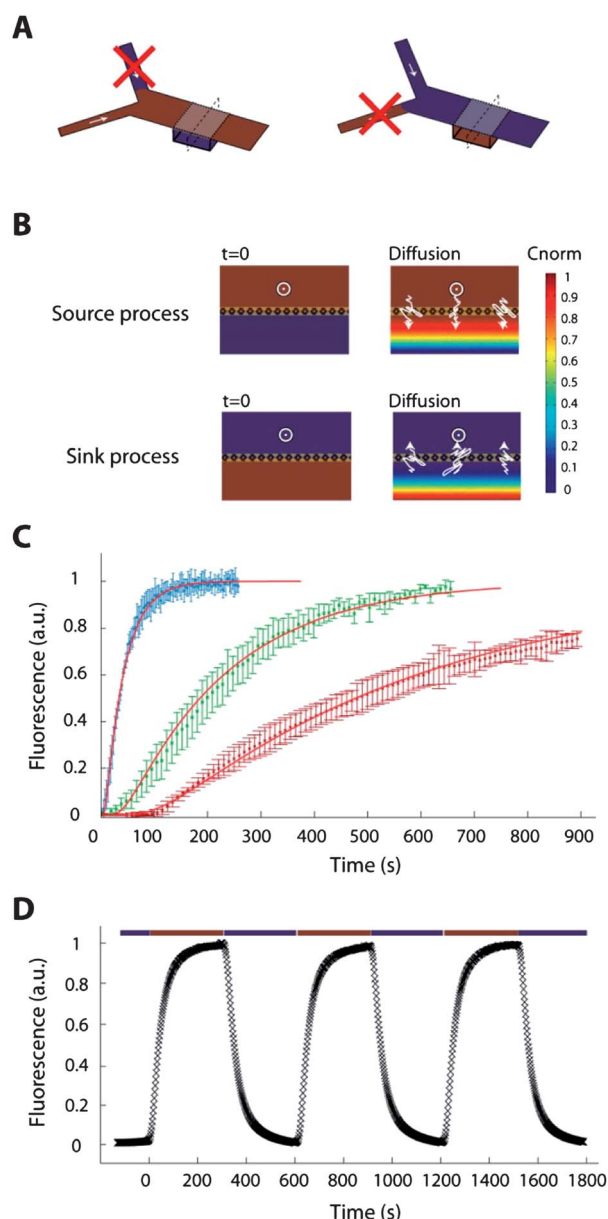 A
B
t=0 Diffusion Cnorm
Source process
1
0.9
0.8
0.7
0.6
0.5
0.4
0.3
0.2
0.1
0
t=0 Diffusion
Sink process
C
Fluorescence (a.u.)
1
0.8
0.6
0.4
0.2
0
0 100 200 300 400 500 600 700 800 900
Time (s)
D
Fluorescence (a.u.)
1
0.8
0.6
0.4
0.2
0
0 200 400 600 800 1000 1200 1400 1600 1800
Time (s)